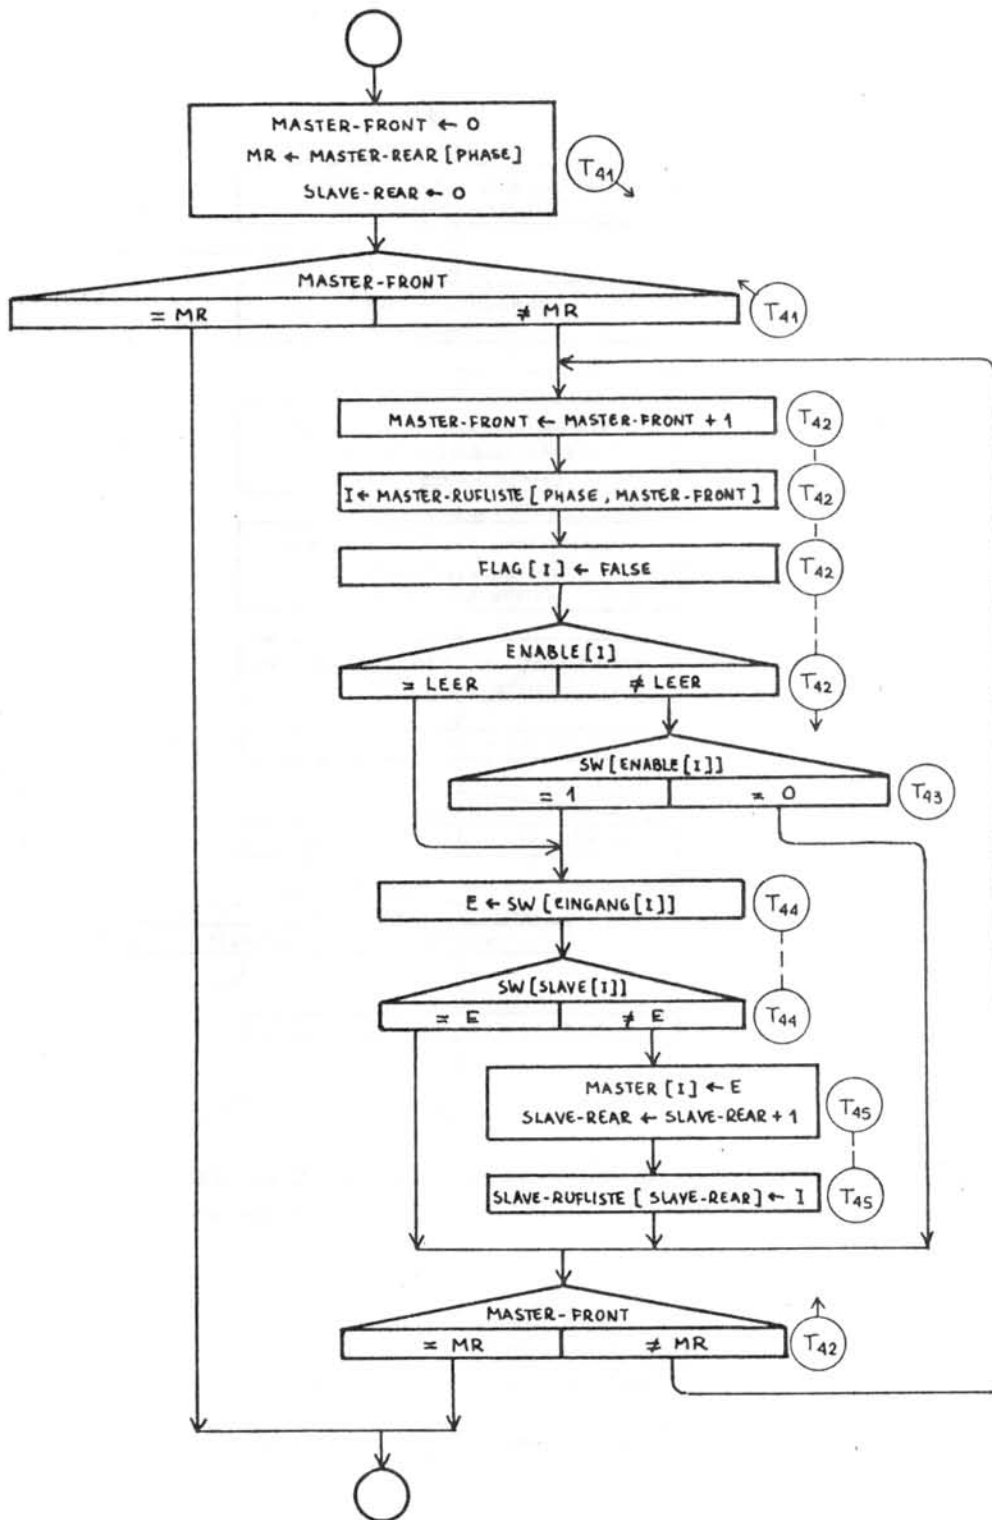 MASTER-FRONT ← 0
MR ← MASTER-REAR [PHASE]
SLAVE-REAR ← 0
T41
MASTER-FRONT
= MR
≠ MR
T41
MASTER-FRONT ← MASTER-FRONT + 1
T42
I ← MASTER-RUFLISTE [PHASE, MASTER-FRONT]
T42
FLAG [I] ← FALSE
T42
ENABLE [I]
= LEER
≠ LEER
T42
SW [ENABLE [I]]
= 1
= 0
T43
E ← SW [EINGANG [I]]
T44
SW [SLAVE [I]]
= E
≠ E
T44
MASTER [I] ← E
SLAVE-REAR ← SLAVE-REAR + 1
T45
SLAVE-RUFLISTE [SLAVE-REAR] ← I
T45
MASTER-FRONT
= MR
≠ MR
T42